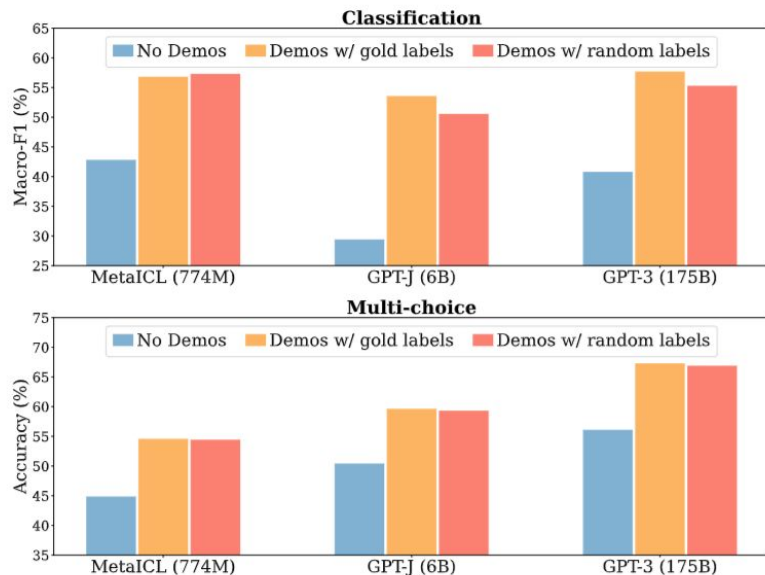 Classification
65
60
55
50
45
40
35
30
25
Macro-F1 (%)
No Demos Demos w/ gold labels Demos w/ random labels
MetaICL (774M) GPT-J (6B) GPT-3 (175B)
Multi-choice
75
70
65
60
55
50
45
40
35
Accuracy (%)
No Demos Demos w/ gold labels Demos w/ random labels
MetaICL (774M) GPT-J (6B) GPT-3 (175B)